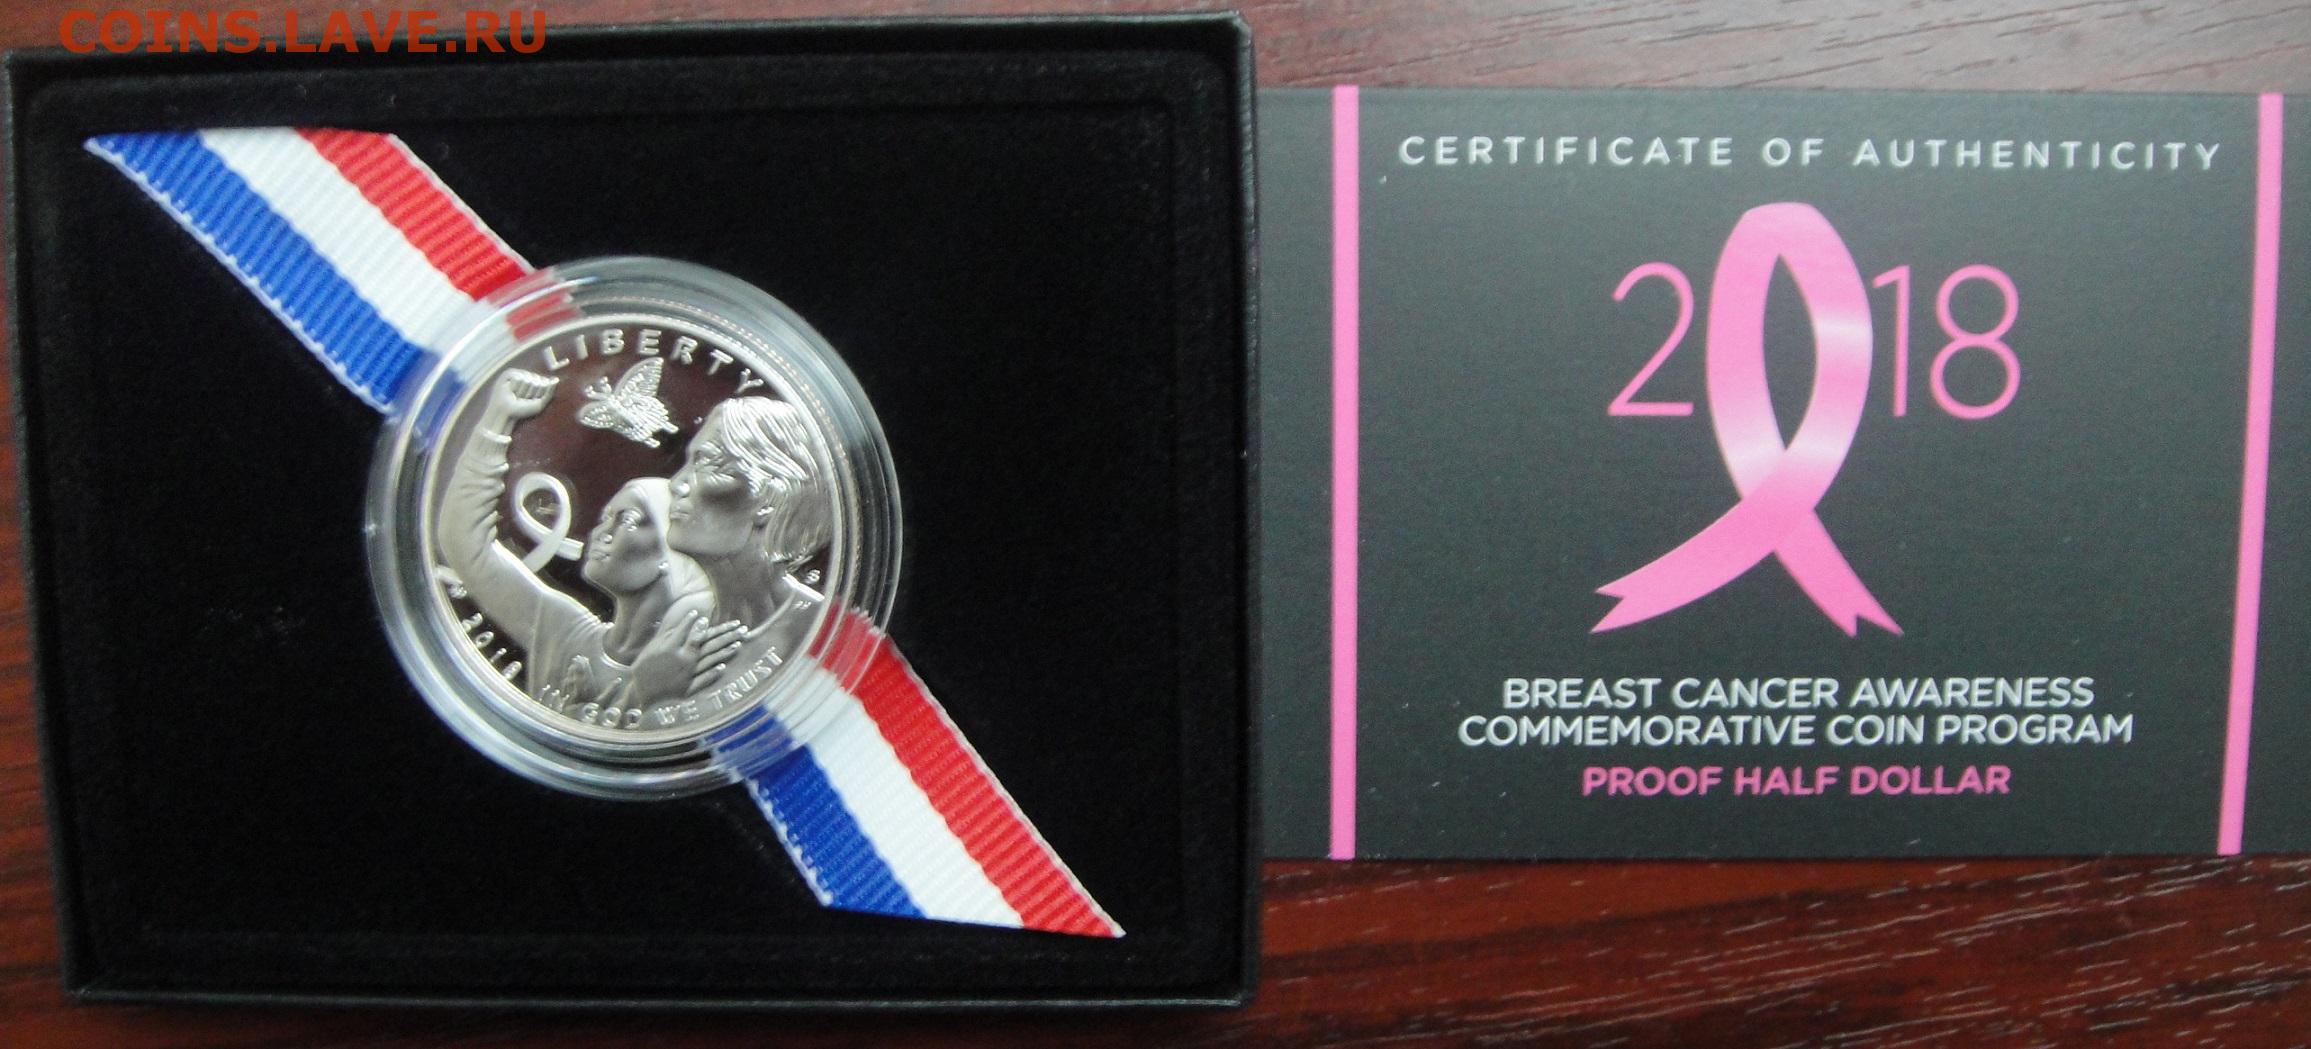 COINS.LAVE.RU
LIBERTY
S
2018 IN GOD WE TRUST
CERTIFICATE OF AUTHENTICITY
2018
BREAST CANCER AWARENESS
COMMEMORATIVE COIN PROGRAM
PROOF HALF DOLLAR